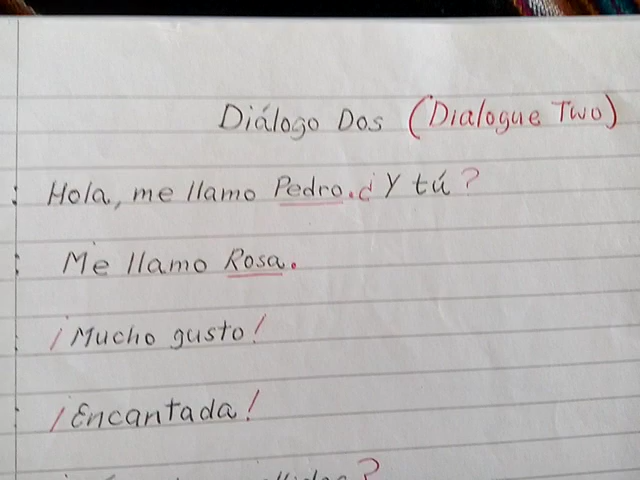 Diálogo Dos (Dialogue Two)
: Hola, me llamo Pedro. ¿Y tú?
: Me llamo Rosa.
: ¡Mucho gusto!
: ¡Encantada!